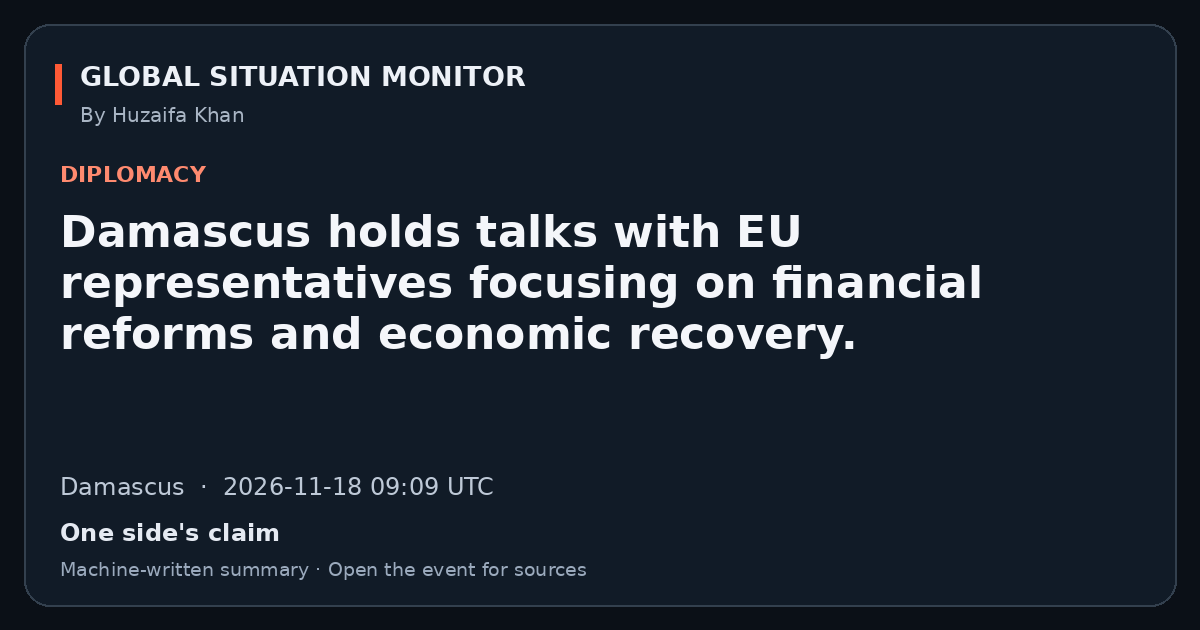 GLOBAL SITUATION MONITOR
By Huzaifa Khan
DIPLOMACY
Damascus holds talks with EU
representatives focusing on financial
reforms and economic recovery.
Damascus · 2026-11-18 09:09 UTC
One side's claim
Machine-written summary · Open the event for sources